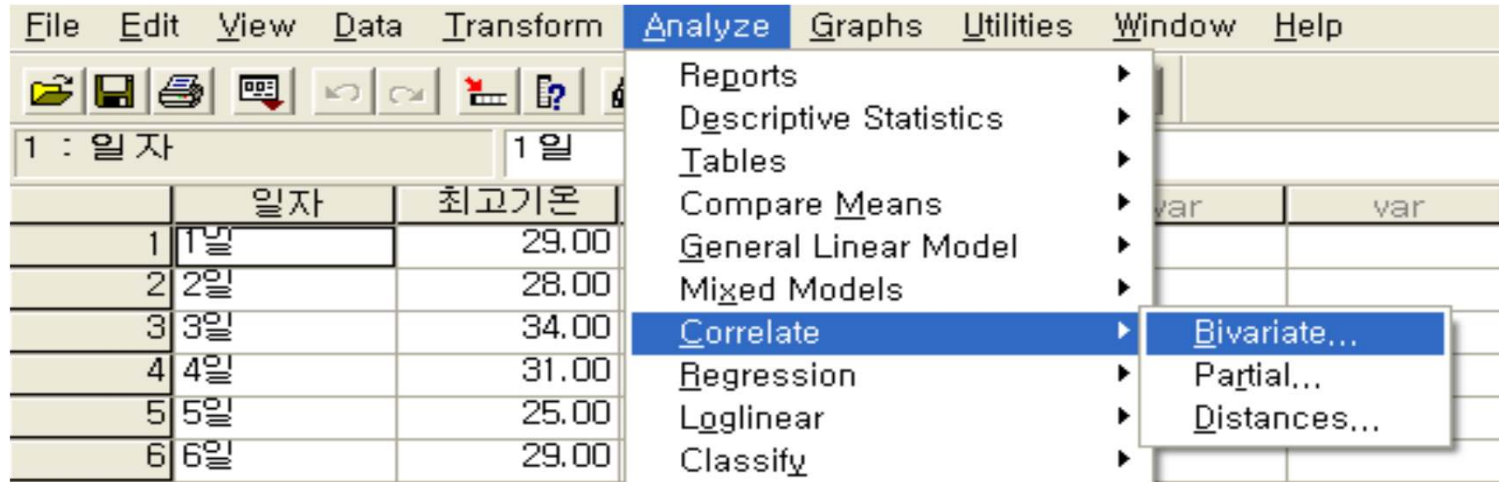 File Edit View Data Transform Analyze Graphs Utilities Window Help
1 : 일자 1일
일자 최고기온 var var
1 1일 29.00
2 2일 28.00
3 3일 34.00
4 4일 31.00
5 5일 25.00
6 6일 29.00
Reports
Descriptive Statistics
Tables
Compare Means
General Linear Model
Mixed Models
Correlate
Regression
Loglinear
Classify
Bivariate...
Partial...
Distances...